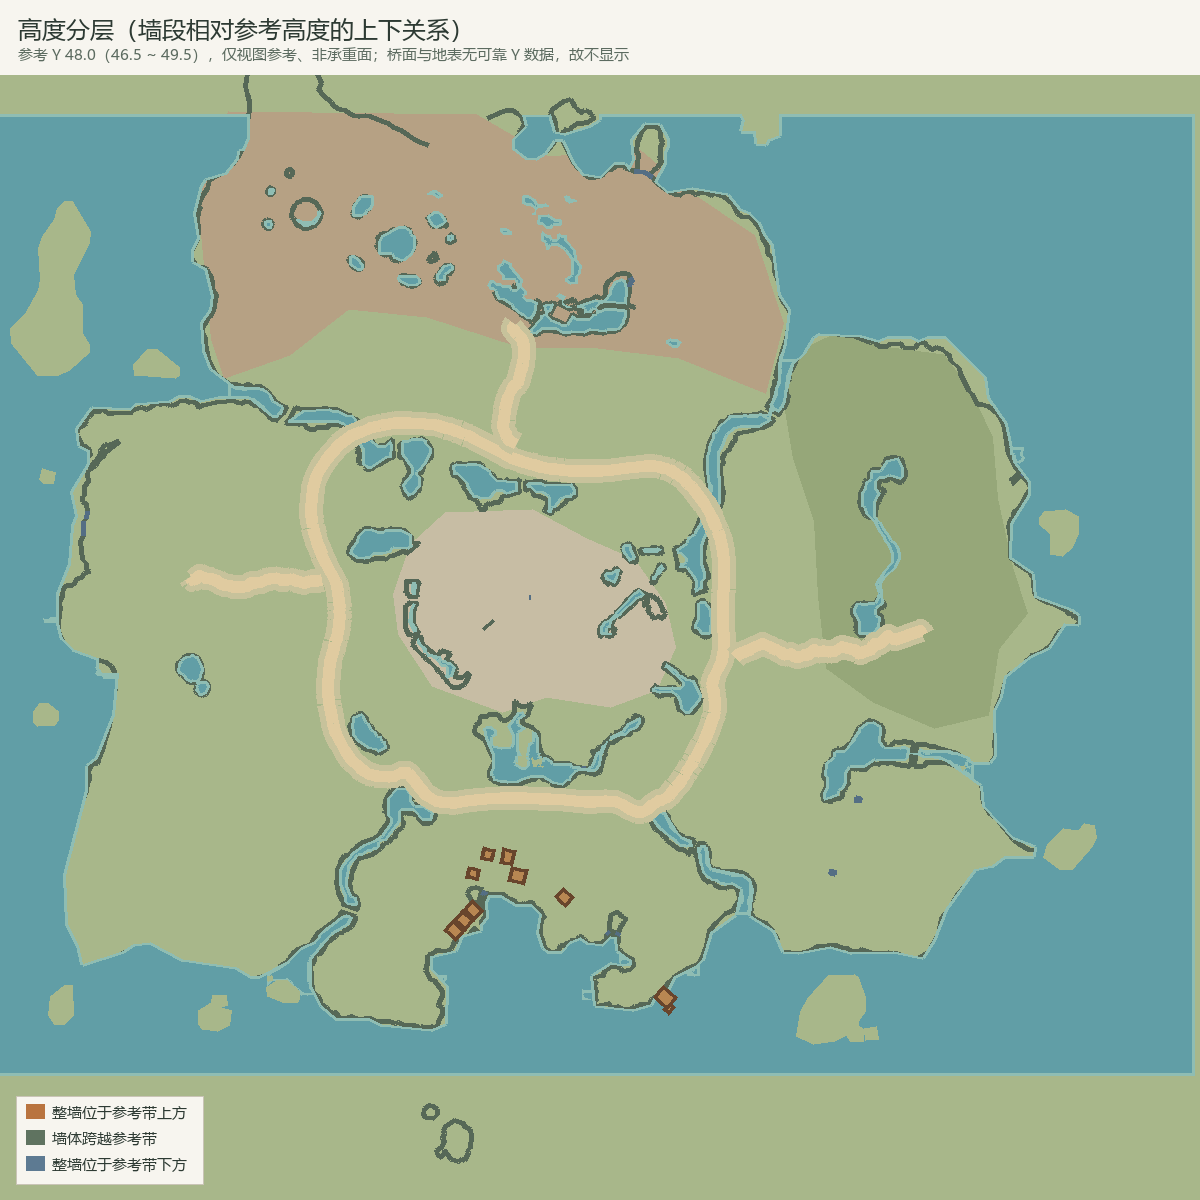 高度分层（墙段相对参考高度的上下关系）
参考 Y 48.0（46.5 ~ 49.5），仅视图参考、非承重面；桥面与地表无可靠 Y 数据，故不显示
整墙位于参考带上方
墙体跨越参考带
整墙位于参考带下方